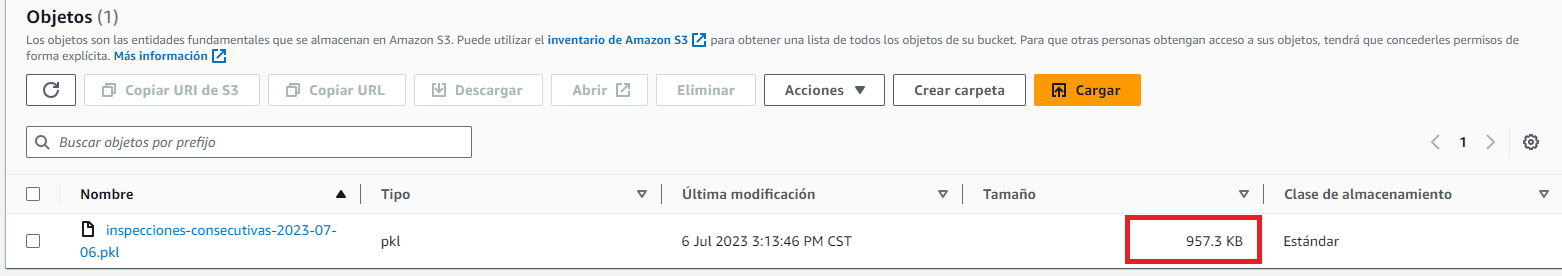 Objetos (1)
Los objetos son las entidades fundamentales que se almacenan en Amazon S3. Puede utilizar el inventario de Amazon S3 para obtener una lista de todos los objetos de su bucket. Para que otras personas obtengan acceso a sus objetos, tendrá que concederles permisos
de forma explícita. Más información
Copiar URI de S3 Copiar URL Descargar Abrir Eliminar Acciones Crear carpeta Cargar
Buscar objetos por prefijo 1
Nombre Tipo Última modificación Tamaño Clase de almacenamiento
inspecciones-consecutivas-2023-07-
06.pkl pkl 6 Jul 2023 3:13:46 PM CST 957.3 KB Estándar